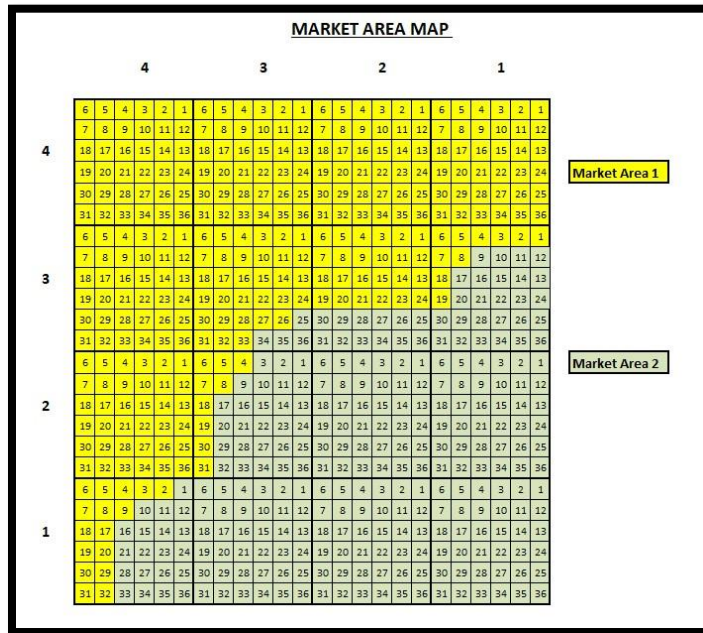 MARKET AREA MAP
4 3 2 1
6 5 4 3 2 1 6 5 4 3 2 1 6 5 4 3 2 1 6 5 4 3 2 1
7 8 9 10 11 12 7 8 9 10 11 12 7 8 9 10 11 12 7 8 9 10 11 12
4 18 17 16 15 14 13 18 17 16 15 14 13 18 17 16 15 14 13 18 17 16 15 14 13
19 20 21 22 23 24 19 20 21 22 23 24 19 20 21 22 23 24 19 20 21 22 23 24 Market Area 1
30 29 28 27 26 25 30 29 28 27 26 25 30 29 28 27 26 25 30 29 28 27 26 25
31 32 33 34 35 36 31 32 33 34 35 36 31 32 33 34 35 36 31 32 33 34 35 36
6 5 4 3 2 1 6 5 4 3 2 1 6 5 4 3 2 1 6 5 4 3 2 1
7 8 9 10 11 12 7 8 9 10 11 12 7 8 9 10 11 12 7 8 9 10 11 12
3 18 17 16 15 14 13 18 17 16 15 14 13 18 17 16 15 14 13 18 17 16 15 14 13
19 20 21 22 23 24 19 20 21 22 23 24 19 20 21 22 23 24 19 20 21 22 23 24
30 29 28 27 26 25 30 29 28 27 26 25 30 29 28 27 26 25 30 29 28 27 26 25
31 32 33 34 35 36 31 32 33 34 35 36 31 32 33 34 35 36 31 32 33 34 35 36
6 5 4 3 2 1 6 5 4 3 2 1 6 5 4 3 2 1 6 5 4 3 2 1 Market Area 2
7 8 9 10 11 12 7 8 9 10 11 12 7 8 9 10 11 12 7 8 9 10 11 12
2 18 17 16 15 14 13 18 17 16 15 14 13 18 17 16 15 14 13 18 17 16 15 14 13
19 20 21 22 23 24 19 20 21 22 23 24 19 20 21 22 23 24 19 20 21 22 23 24
30 29 28 27 26 25 30 29 28 27 26 25 30 29 28 27 26 25 30 29 28 27 26 25
31 32 33 34 35 36 31 32 33 34 35 36 31 32 33 34 35 36 31 32 33 34 35 36
6 5 4 3 2 1 6 5 4 3 2 1 6 5 4 3 2 1 6 5 4 3 2 1
7 8 9 10 11 12 7 8 9 10 11 12 7 8 9 10 11 12 7 8 9 10 11 12
1 18 17 16 15 14 13 18 17 16 15 14 13 18 17 16 15 14 13 18 17 16 15 14 13
19 20 21 22 23 24 19 20 21 22 23 24 19 20 21 22 23 24 19 20 21 22 23 24
30 29 28 27 26 25 30 29 28 27 26 25 30 29 28 27 26 25 30 29 28 27 26 25
31 32 33 34 35 36 31 32 33 34 35 36 31 32 33 34 35 36 31 32 33 34 35 36